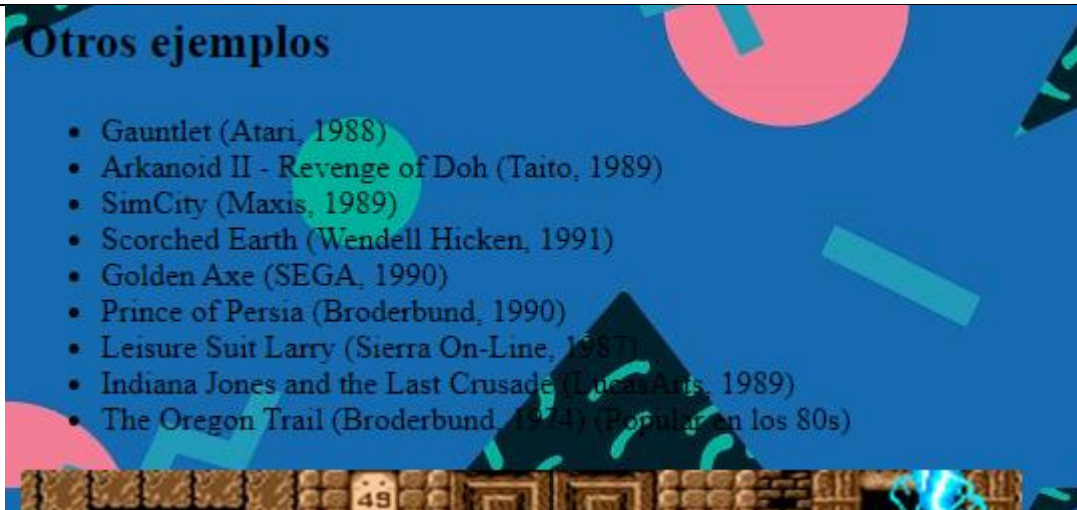 Otros ejemplos
Gauntlet (Atari, 1988)
Arkanoid II - Revenge of Doh (Taito, 1989)
SimCity (Maxis, 1989)
Scorched Earth (Wendell Hicken, 1991)
Golden Axe (SEGA, 1990)
Prince of Persia (Broderbund, 1990)
Leisure Suit Larry (Sierra On-Line, 1987)
Indiana Jones and the Last Crusade (LucasArts, 1989)
The Oregon Trail (Broderbund, 1974) (Popular en los 80s)
49